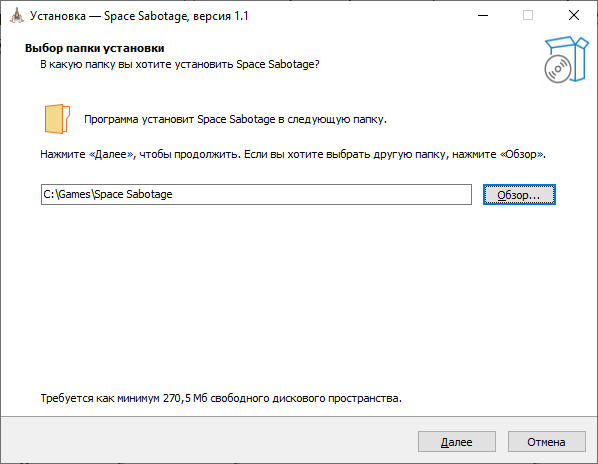 Установка — Space Sabotage, версия 1.1
Выбор папки установки
В какую папку вы хотите установить Space Sabotage?
Программа установит Space Sabotage в следующую папку.
Нажмите «Далее», чтобы продолжить. Если вы хотите выбрать другую папку, нажмите «Обзор».
C:\Games\Space Sabotage
Обзор...
Требуется как минимум 270,5 Мб свободного дискового пространства.
Далее
Отмена